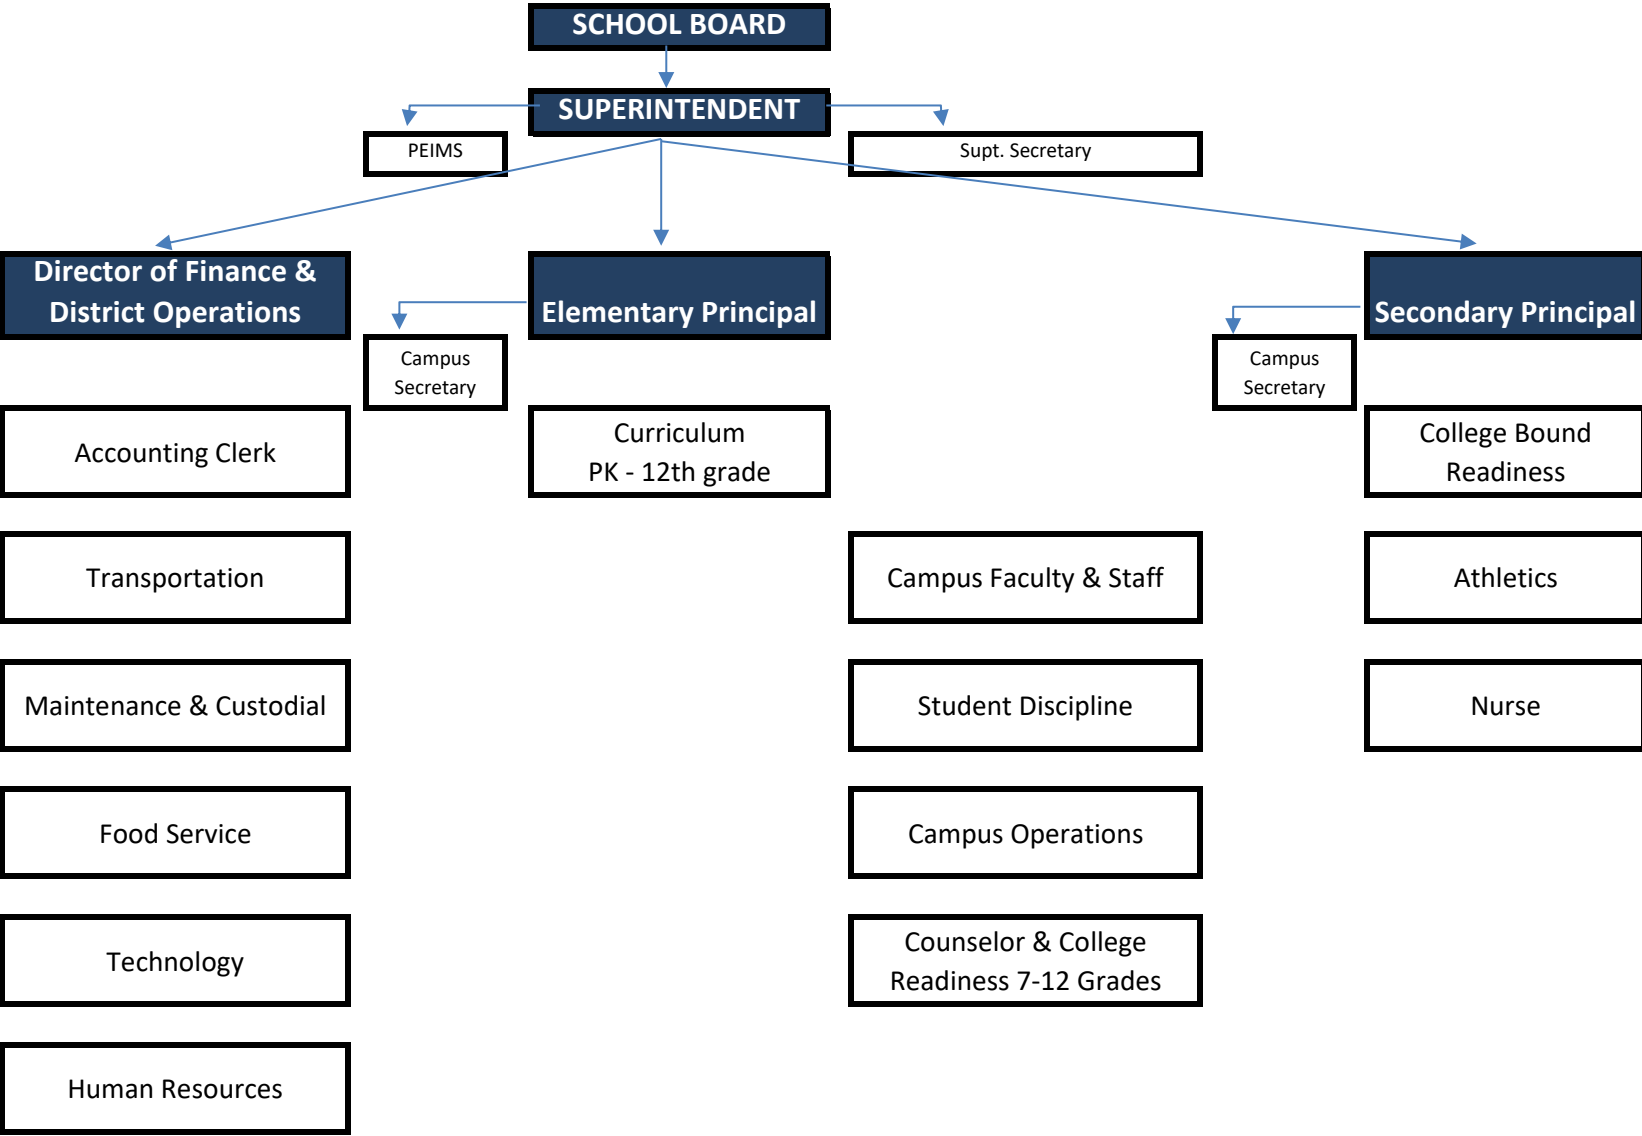 SCHOOL BOARD
SUPERINTENDENT
PEIMS
Supt. Secretary
Director of Finance &
District Operations
Elementary Principal
Secondary Principal
Campus
Secretary
Campus
Secretary
Accounting Clerk
Curriculum
PK - 12th grade
College Bound
Readiness
Transportation
Campus Faculty & Staff
Athletics
Maintenance & Custodial
Student Discipline
Nurse
Food Service
Campus Operations
Technology
Counselor & College
Readiness 7-12 Grades
Human Resources